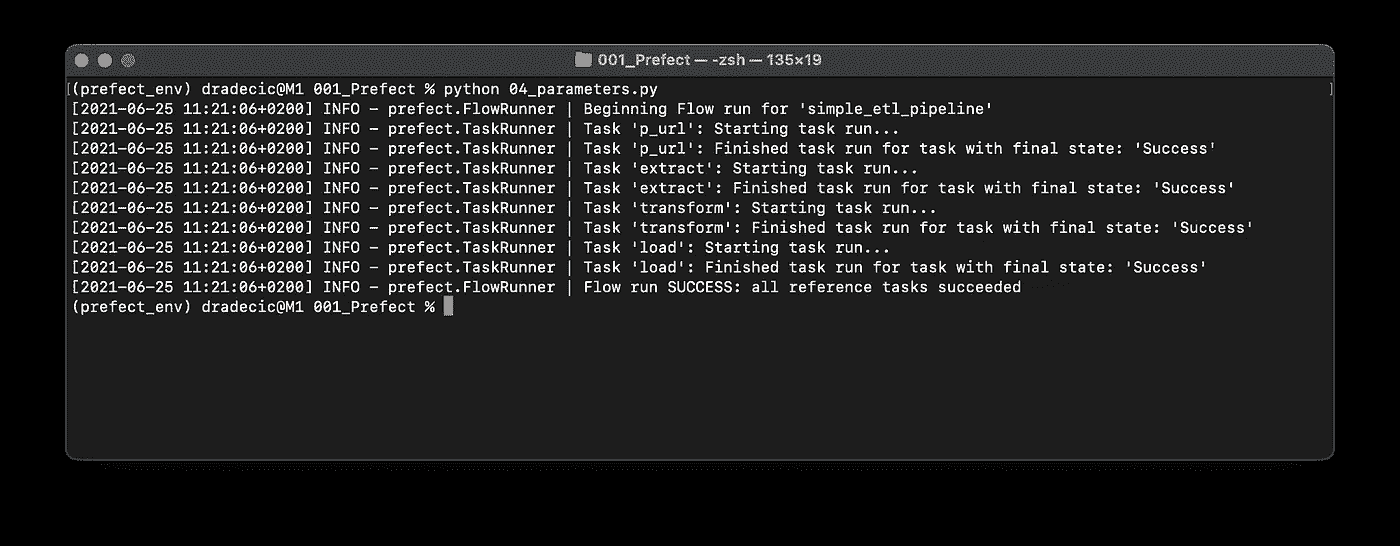 001_Prefect — -zsh — 135×19
[(prefect_env) dradecic@M1 001_Prefect % python 04_parameters.py ]
[2021-06-25 11:21:06+0200] INFO - prefect.FlowRunner | Beginning Flow run for 'simple_etl_pipeline'
[2021-06-25 11:21:06+0200] INFO - prefect.TaskRunner | Task 'p_url': Starting task run...
[2021-06-25 11:21:06+0200] INFO - prefect.TaskRunner | Task 'p_url': Finished task run for task with final state: 'Success'
[2021-06-25 11:21:06+0200] INFO - prefect.TaskRunner | Task 'extract': Starting task run...
[2021-06-25 11:21:06+0200] INFO - prefect.TaskRunner | Task 'extract': Finished task run for task with final state: 'Success'
[2021-06-25 11:21:06+0200] INFO - prefect.TaskRunner | Task 'transform': Starting task run...
[2021-06-25 11:21:06+0200] INFO - prefect.TaskRunner | Task 'transform': Finished task run for task with final state: 'Success'
[2021-06-25 11:21:06+0200] INFO - prefect.TaskRunner | Task 'load': Starting task run...
[2021-06-25 11:21:06+0200] INFO - prefect.TaskRunner | Task 'load': Finished task run for task with final state: 'Success'
[2021-06-25 11:21:06+0200] INFO - prefect.FlowRunner | Flow run SUCCESS: all reference tasks succeeded
(prefect_env) dradecic@M1 001_Prefect %